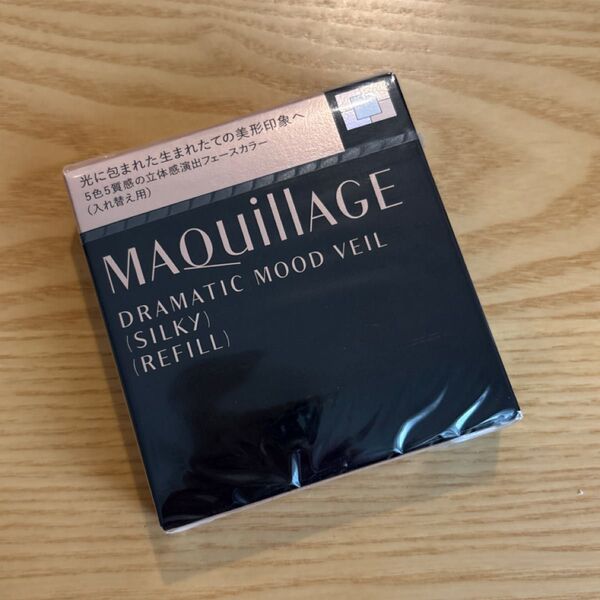 光に包まれた生まれたての美形印象へ
5色5質感の立体感演出フェースカラー
(入れ替え用)
MAQuillAGE
DRAMATIC MOOD VEIL
(SILKY)
(REFILL)